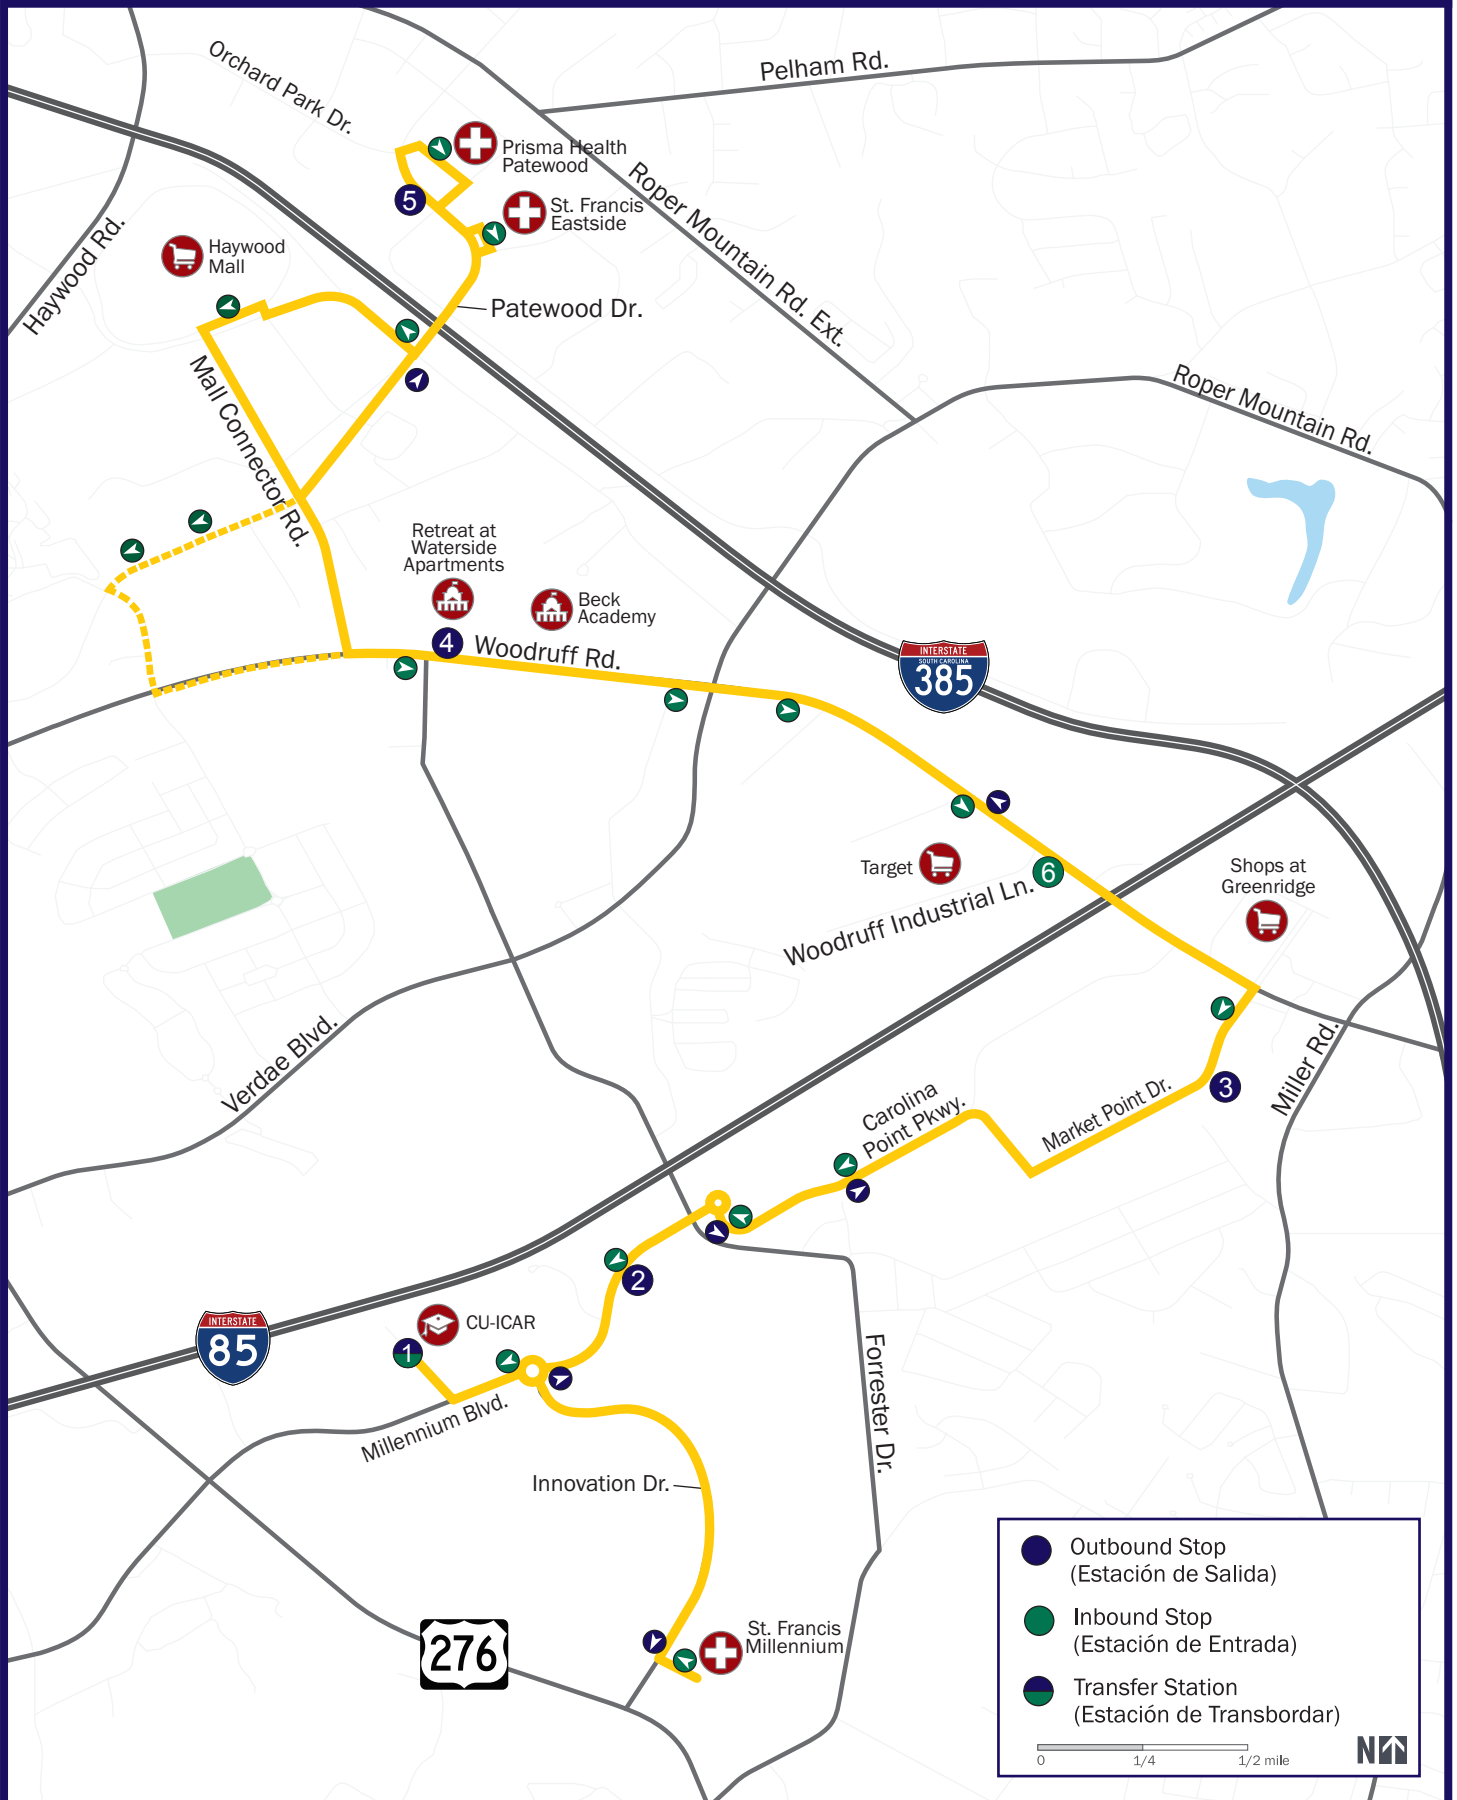 Orchard Park Dr.
Pelham Rd.
Prisma Health
Patewood
5
St. Francis
Eastside
Roper Mountain Rd. Ext.
Haywood Rd.
Haywood
Mall
Patewood Dr.
Mall Connector Rd.
Roper Mountain Rd.
Retreat at
Waterside
Apartments
Beck
Academy
4
Woodruff Rd.
INTERSTATE
SOUTH CAROLINA
385
Target
6
Woodruff Industrial Ln.
Shops at
Greenridge
Verdae Blvd.
Miller Rd.
3
Carolina
Point Pkwy.
Market Point Dr.
2
INTERSTATE
85
CU-ICAR
1
Millennium Blvd.
Forrester Dr.
Innovation Dr.
St. Francis
Millennium
276
Outbound Stop
(Estación de Salida)
Inbound Stop
(Estación de Entrada)
Transfer Station
(Estación de Transbordar)
0 1/4 1/2 mile
N